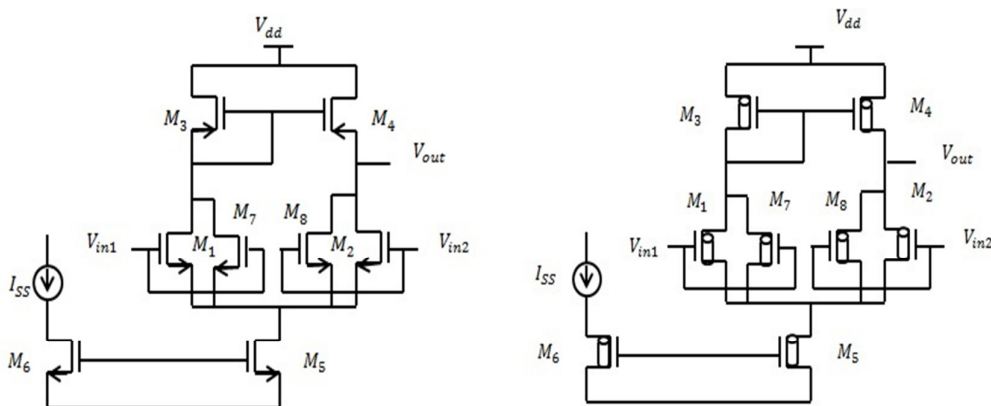 V_dd
M_3
M_4
V_out
M_7
M_8
V_in1
M_1
M_2
V_in2
I_SS
M_6
M_5
V_dd
M_3
M_4
V_out
M_1
M_7
M_8
M_2
V_in1
V_in2
I_SS
M_6
M_5